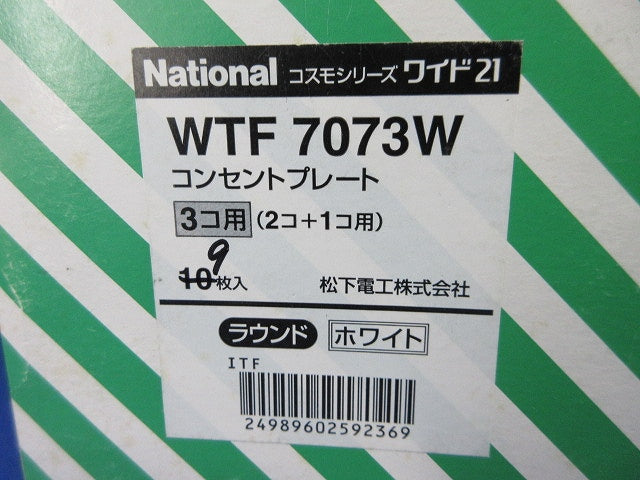 National コスモシリーズ ワイド21
WTF 7073W
コンセントプレート
3コ用 (2コ+1コ用)
9
10枚入 松下電工株式会社
ラウンド ホワイト
ITF
24989602592369